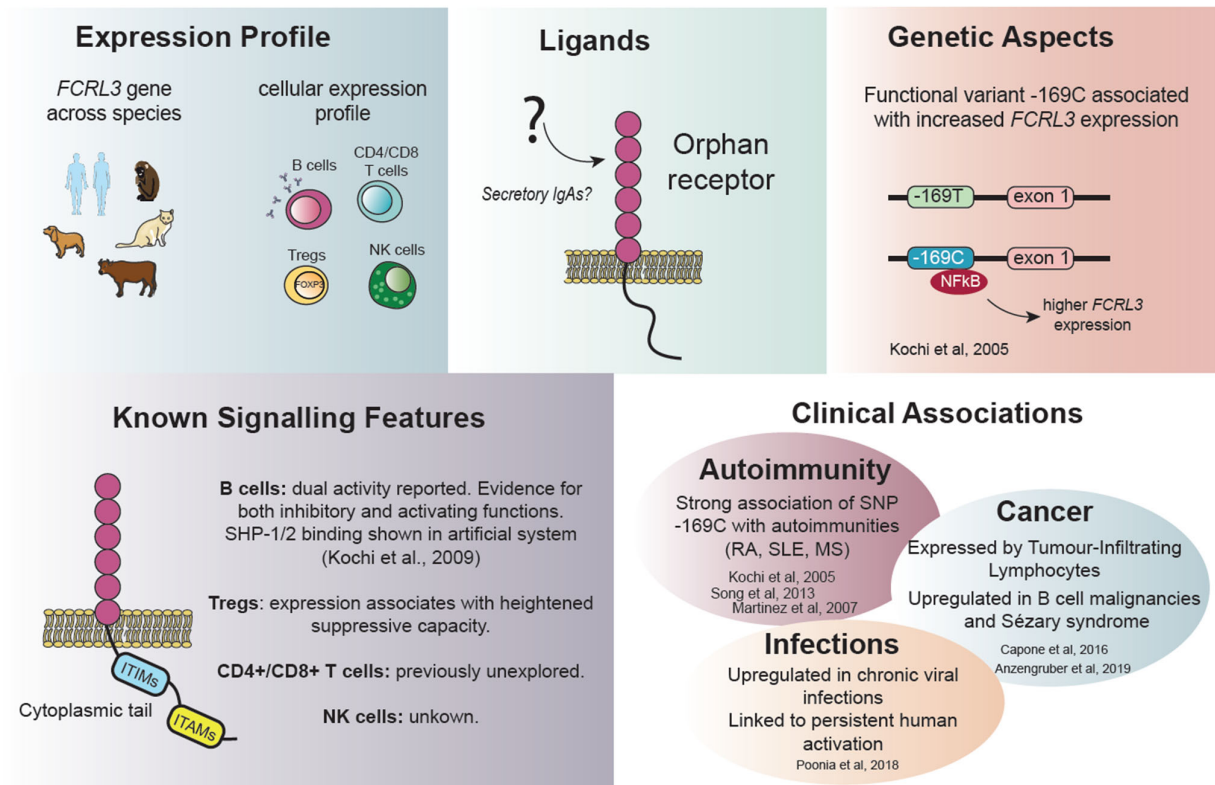 Expression Profile
FCRL3 gene
across species
cellular expression
profile
B cells
CD4/CD8
T cells
Tregs
FOXP3
NK cells
Ligands
?
Secretory IgAs?
Orphan
receptor
Genetic Aspects
Functional variant -169C associated
with increased FCRL3 expression
-169T
exon 1
-169C
exon 1
NFkB
higher FCRL3
expression
Kochi et al, 2005
Known Signalling Features
B cells: dual activity reported. Evidence for
both inhibitory and activating functions.
SHP-1/2 binding shown in artificial system
(Kochi et al., 2009)
Tregs: expression associates with heightened
suppressive capacity.
CD4+/CD8+ T cells: previously unexplored.
NK cells: unkown.
ITIMs
ITAMs
Cytoplasmic tail
Clinical Associations
Autoimmunity
Strong association of SNP
-169C with autoimmunities
(RA, SLE, MS)
Kochi et al, 2005
Song et al, 2013
Martinez et al, 2007
Cancer
Expressed by Tumour-Infiltrating
Lymphocytes
Upregulated in B cell malignancies
and Sézary syndrome
Capone et al, 2016
Anzengruber et al, 2019
Infections
Upregulated in chronic viral
infections
Linked to persistent human
activation
Poonia et al, 2018